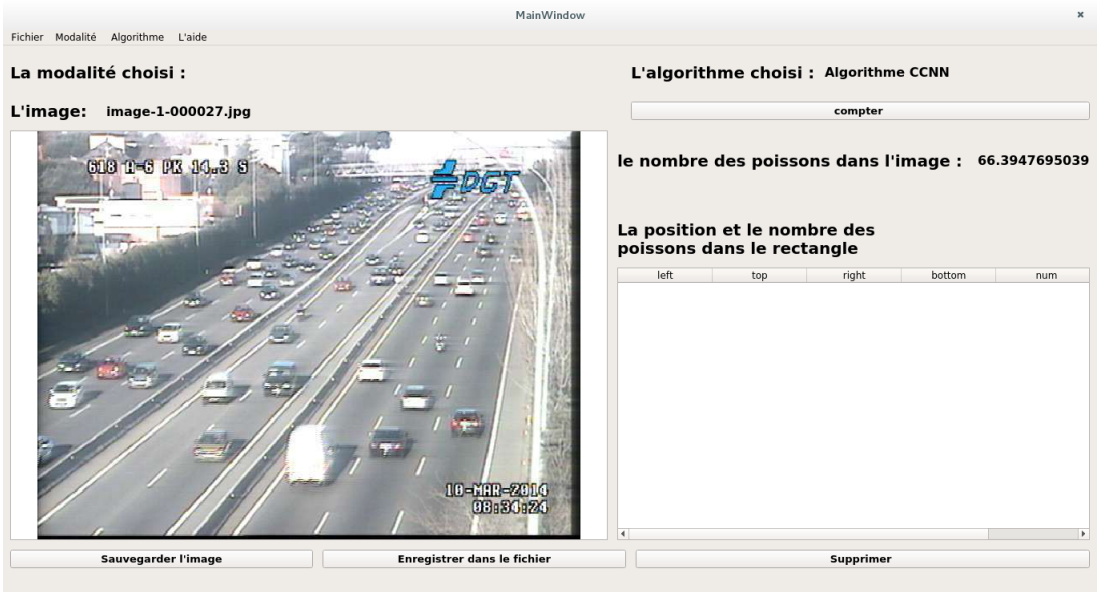 MainWindow
Fichier Modalité Algorithme L'aide
La modalité choisi :
L'algorithme choisi : Algorithme CCNN
L'image: image-1-000027.jpg
compter
618 A-6 PK 14.3 S
DGT
le nombre des poissons dans l'image : 66.3947695039
La position et le nombre des
poissons dans le rectangle
left top right bottom num
10-MAR-2014
08:34:24
Sauvegarder l'image Enregistrer dans le fichier Supprimer